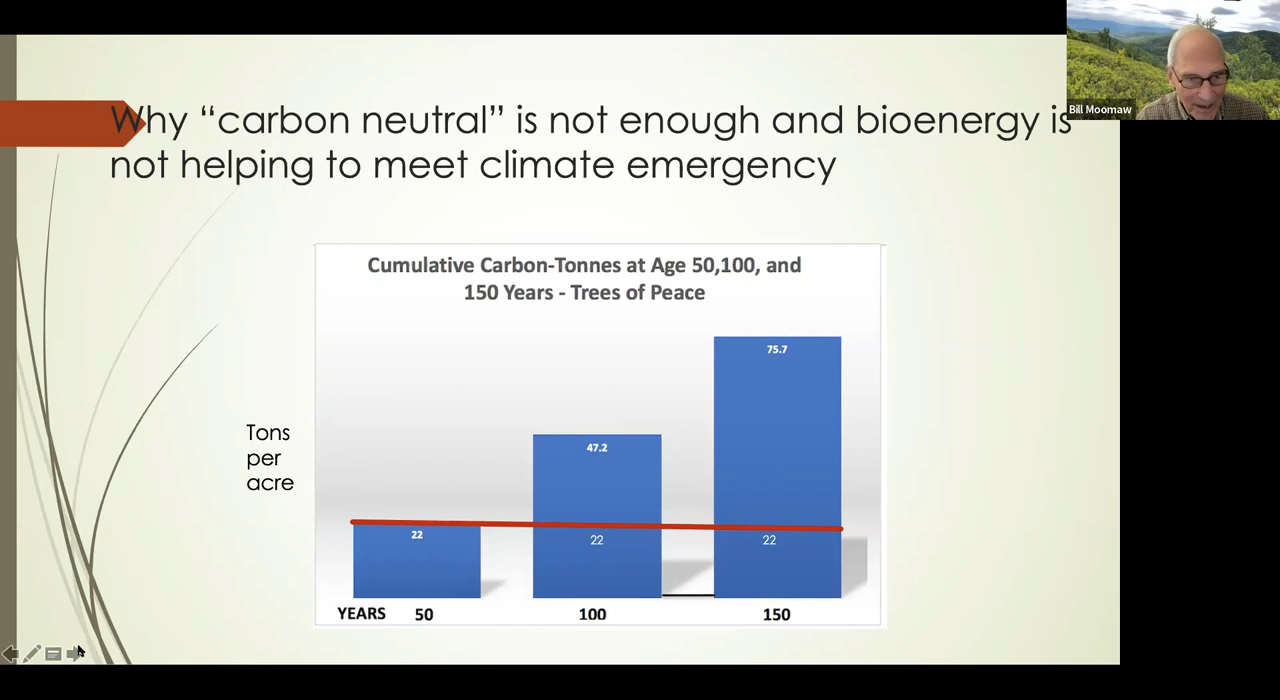 Why “carbon neutral” is not enough and bioenergy is
not helping to meet climate emergency
Bill Moomaw
Cumulative Carbon-Tonnes at Age 50,100, and
150 Years - Trees of Peace
Tons
per
acre
75.7
47.2
22
22
22
YEARS 50 100 150